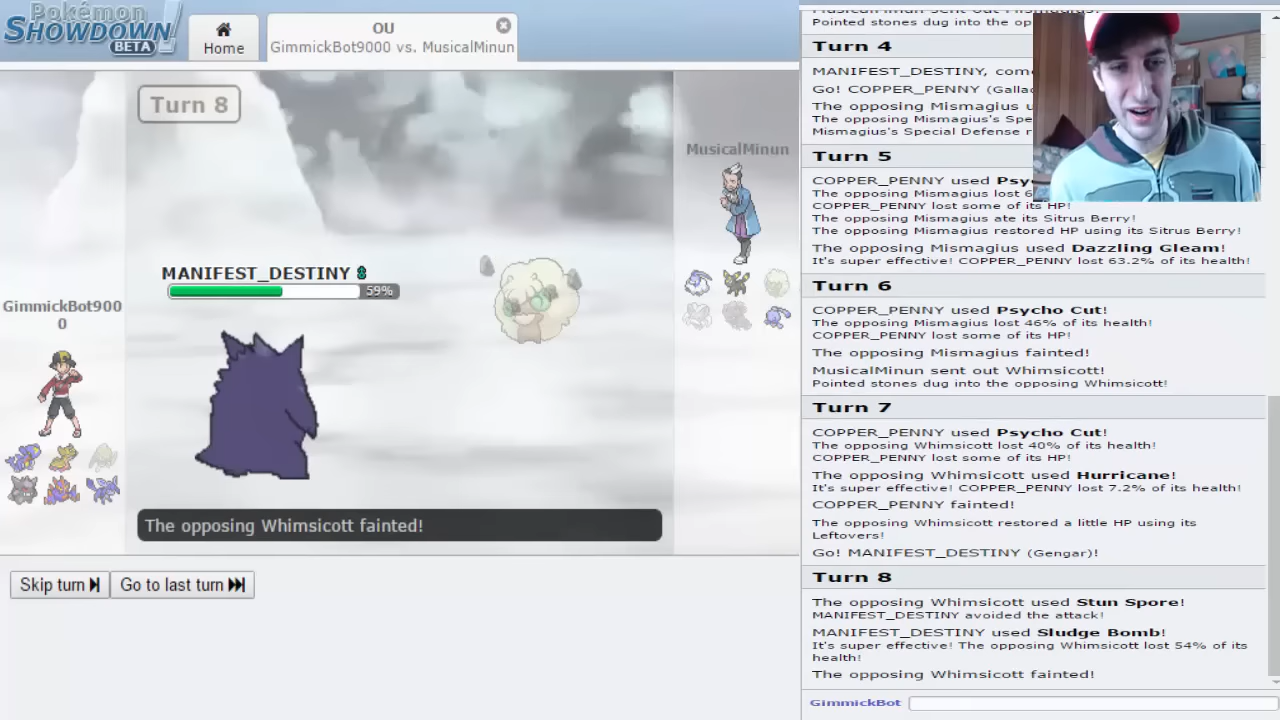 Pokémon
SHOWDOWN!
BETA
Home
OU
GimmickBot9000 vs. MusicalMinun
Turn 8
MusicalMinun
MANIFEST_DESTINY
59%
GimmickBot900
0
The opposing Whimsicott fainted!
Skip turn
Go to last turn
Pointed stones dug into the op
Turn 4
MANIFEST_DESTINY, com
Go! COPPER_PENNY (Galla
The opposing Mismagius u
The opposing Mismagius's Spe
Mismagius's Special Defense r
Turn 5
COPPER_PENNY used Psy
The opposing Mismagius lost 6
COPPER_PENNY lost some of its HP!
The opposing Mismagius ate its Sitrus Berry!
The opposing Mismagius restored HP using its Sitrus Berry!
The opposing Mismagius used Dazzling Gleam!
It's super effective! COPPER_PENNY lost 63.2% of its health!
Turn 6
COPPER_PENNY used Psycho Cut!
The opposing Mismagius lost 46% of its health!
COPPER_PENNY lost some of its HP!
The opposing Mismagius fainted!
MusicalMinun sent out Whimsicott!
Pointed stones dug into the opposing Whimsicott!
Turn 7
COPPER_PENNY used Psycho Cut!
The opposing Whimsicott lost 40% of its health!
COPPER_PENNY lost some of its HP!
The opposing Whimsicott used Hurricane!
It's super effective! COPPER_PENNY lost 7.2% of its health!
COPPER_PENNY fainted!
The opposing Whimsicott restored a little HP using its
Leftovers!
Go! MANIFEST_DESTINY (Gengar)!
Turn 8
The opposing Whimsicott used Stun Spore!
MANIFEST_DESTINY avoided the attack!
MANIFEST_DESTINY used Sludge Bomb!
It's super effective! The opposing Whimsicott lost 54% of its
health!
The opposing Whimsicott fainted!
GimmickBot